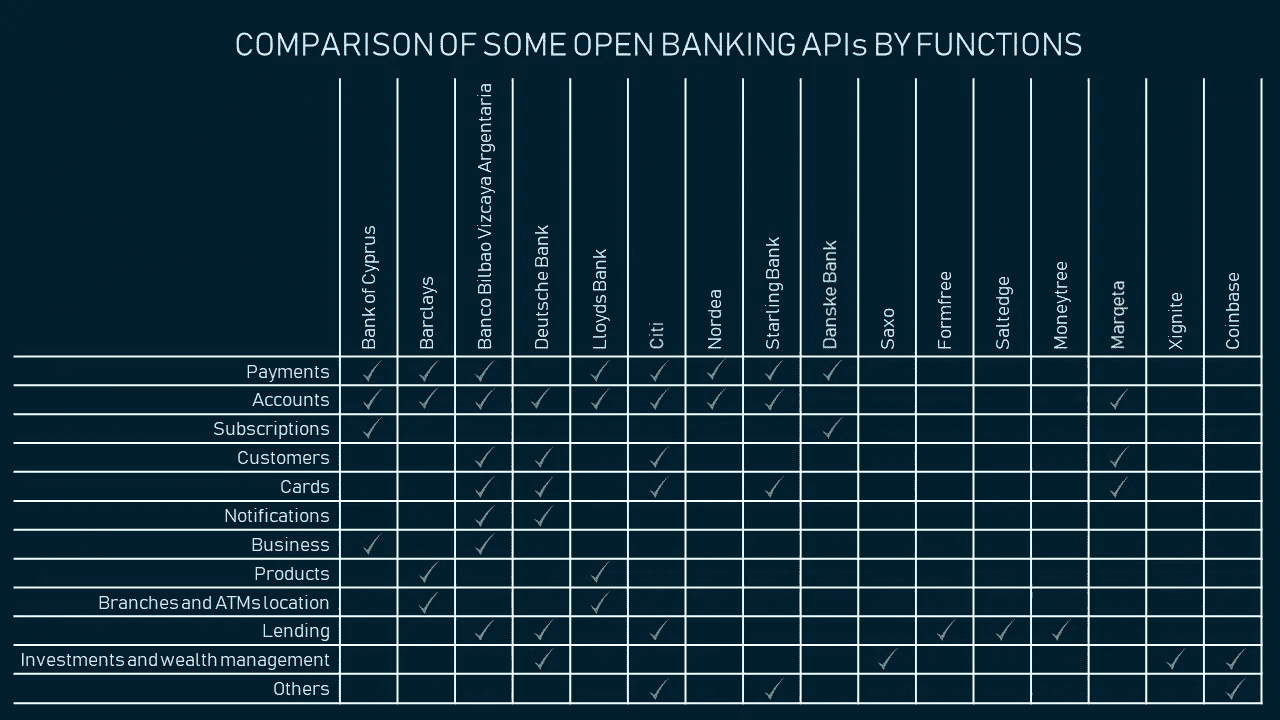 COMPARISON OF SOME OPEN BANKING APIs BY FUNCTIONS
Bank of Cyprus
Barclays
Banco Bilbao Vizcaya Argentaria
Deutsche Bank
Lloyds Bank
Citi
Nordea
Starling Bank
Danske Bank
Saxo
Formfree
Saltedge
Moneytree
Marqeta
Xignite
Coinbase
Payments
Accounts
Subscriptions
Customers
Cards
Notifications
Business
Products
Branches and ATMs location
Lending
Investments and wealth management
Others